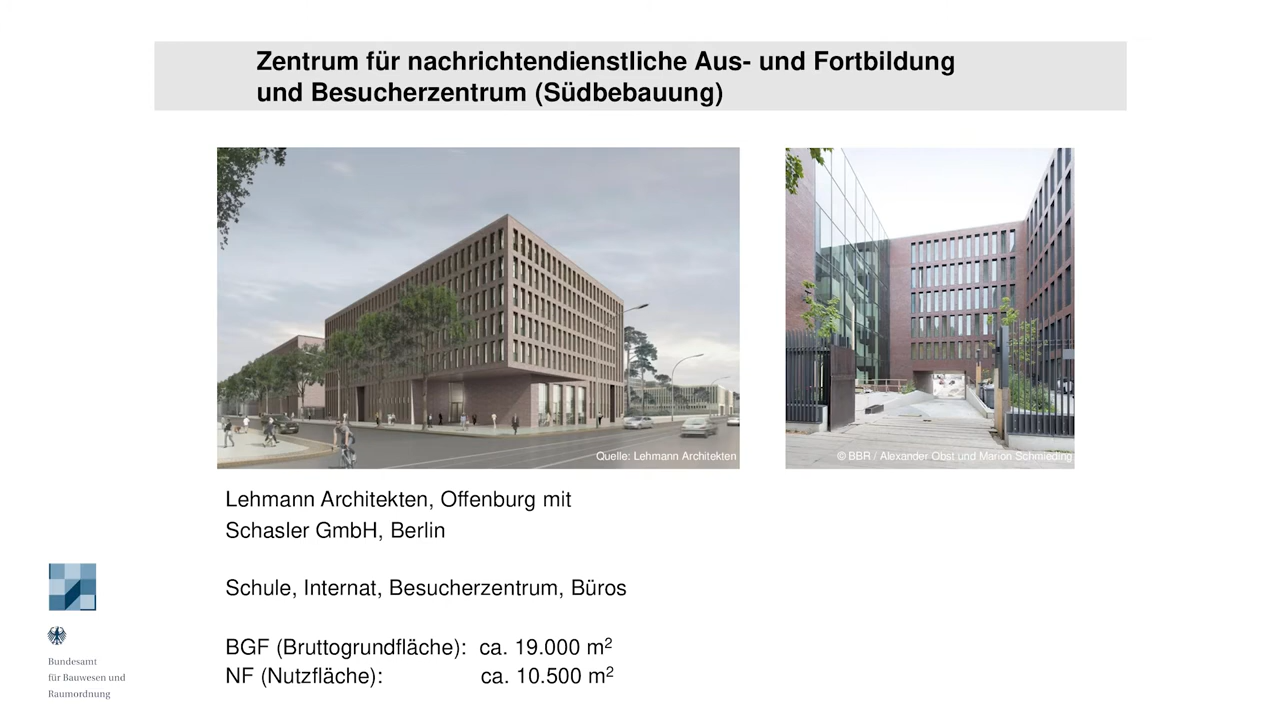 Zentrum für nachrichtendienstliche Aus- und Fortbildung
und Besucherzentrum (Südbebauung)
Quelle: Lehmann Architekten
© BBR / Alexander Obst und Marion Schmieding
Lehmann Architekten, Offenburg mit
Schasler GmbH, Berlin
Schule, Internat, Besucherzentrum, Büros
BGF (Bruttogrundfläche): ca. 19.000 m²
NF (Nutzfläche): ca. 10.500 m²
Bundesamt
für Bauwesen und
Raumordnung